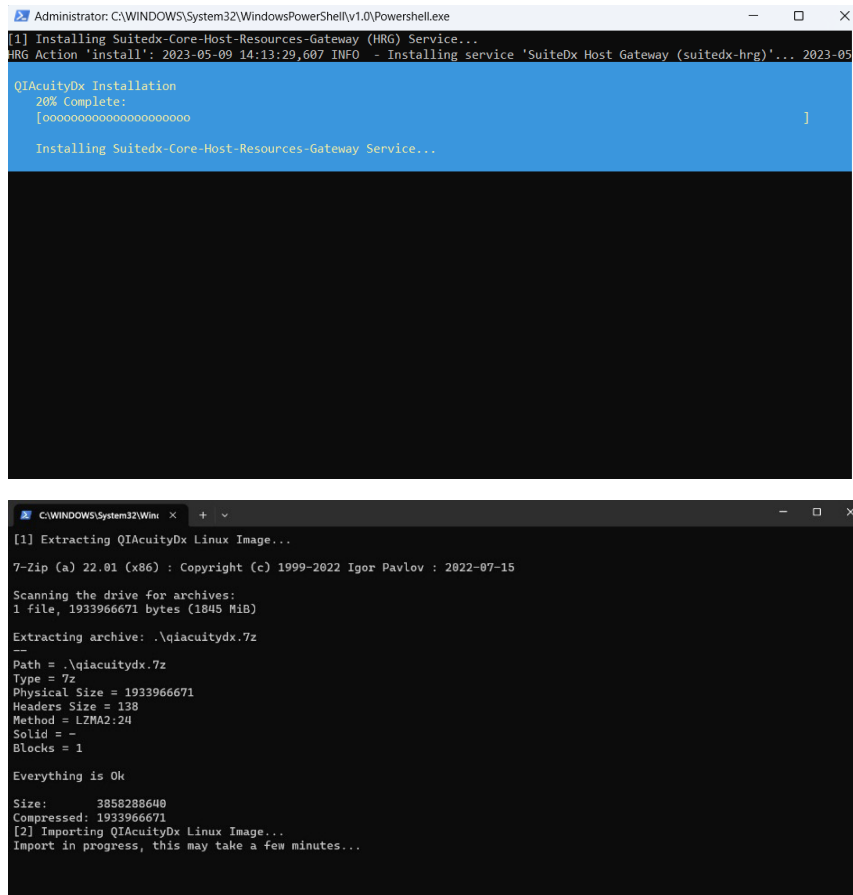 Administrator: C:\WINDOWS\System32\WindowsPowerShell\v1.0\Powershell.exe
[1] Installing Suitedx-Core-Host-Resources-Gateway (HRG) Service...
HRG Action 'install': 2023-05-09 14:13:29,607 INFO  - Installing service 'SuiteDx Host Gateway (suitedx-hrg)'... 2023-05
QIAcuityDx Installation
20% Complete:
[ooooooooooooooooooooo ]
Installing Suitedx-Core-Host-Resources-Gateway Service...
C:\WINDOWS\System32\Wind
[1] Extracting QIAcuityDx Linux Image...
7-Zip (a) 22.01 (x86) : Copyright (c) 1999-2022 Igor Pavlov : 2022-07-15
Scanning the drive for archives:
1 file, 1933966671 bytes (1845 MiB)
Extracting archive: .\qiacuitydx.7z
--
Path = .\qiacuitydx.7z
Type = 7z
Physical Size = 1933966671
Headers Size = 138
Method = LZMA2:24
Solid = -
Blocks = 1
Everything is Ok
Size:       3858288640
Compressed: 1933966671
[2] Importing QIAcuityDx Linux Image...
Import in progress, this may take a few minutes...